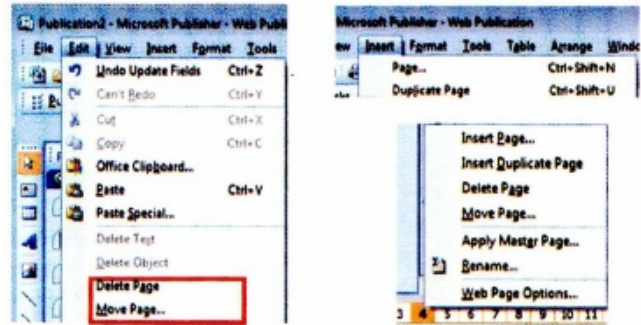 Publication2 - Microsoft Publisher - Web Publi
File Edit View Insert Format Tools
Undo Update Fields Ctrl+Z
Can't Redo Ctrl+Y
Cut Ctrl+X
Copy Ctrl+C
Office Clipboard...
Paste Ctrl+V
Paste Special...
Delete Text
Delete Object
Delete Page
Move Page...
Microsoft Publisher - Web Publication
ew Insert Format Tools Table Arrange Windo
Page... Ctrl+Shift+N
Duplicate Page Ctrl+Shift+U
Insert Page...
Insert Duplicate Page
Delete Page
Move Page...
Apply Master Page...
Rename...
Web Page Options...
3 4 5 6 7 8 9 10 11